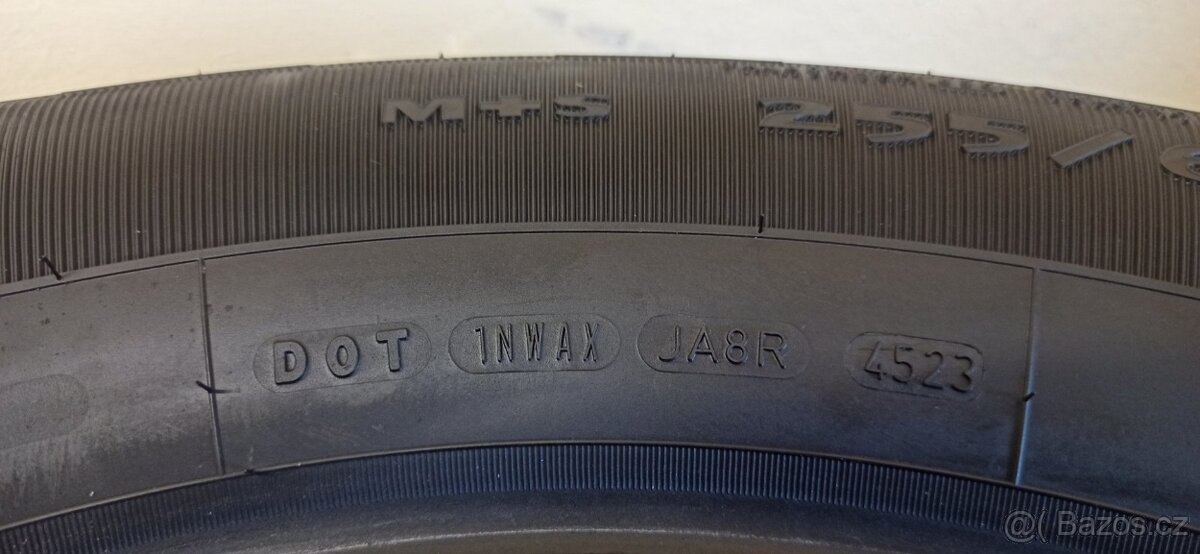 M+S 255/
DOT 1NWAX JA8R 4523
@( Bazos.cz